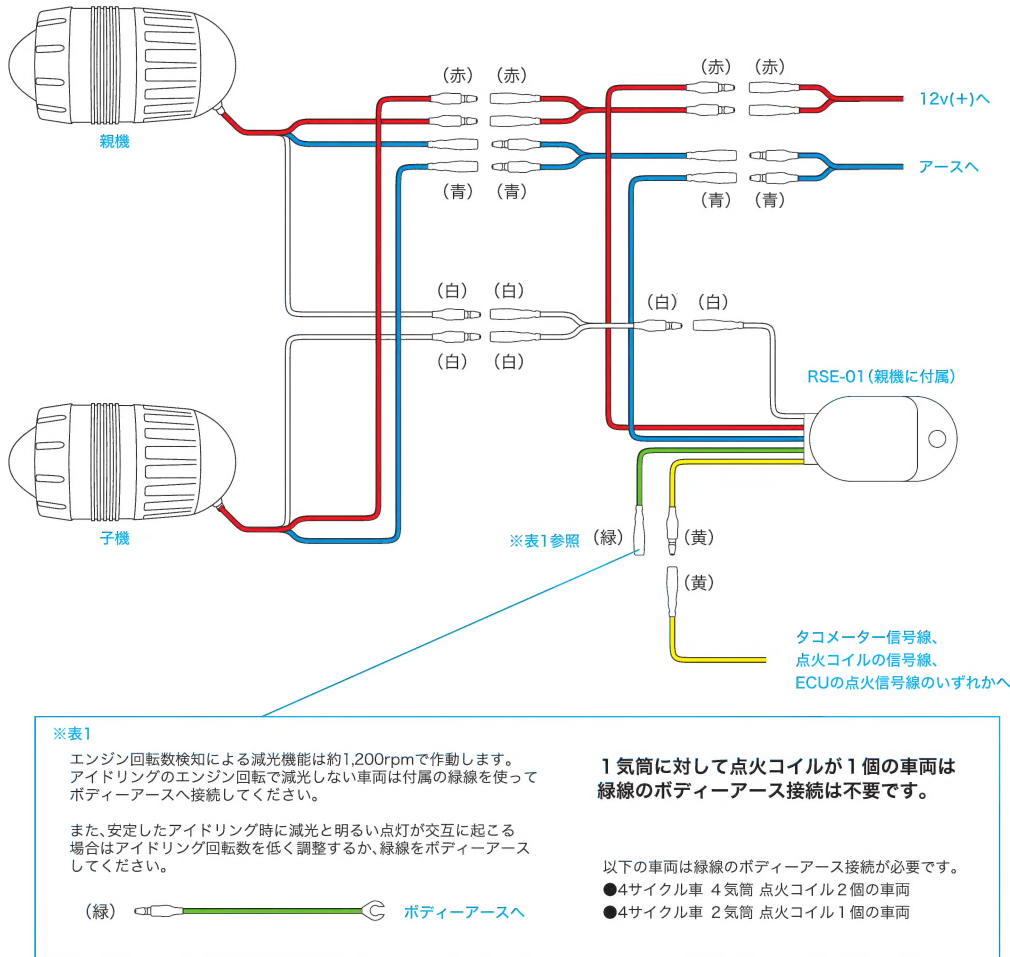 （赤）（赤）
（赤）（赤）
12v(+)へ
親機
アースへ
（青）（青）
（青）（青）
（白）（白）
（白）（白）
（白）（白）
RSE-01（親機に付属）
子機
※表1参照
（緑）
（黄）
（黄）
タコメーター信号線、
点火コイルの信号線、
ECUの点火信号線のいずれかへ
※表1
エンジン回転数検知による減光機能は約1,200rpmで作動します。
アイドリングのエンジン回転で減光しない車両は付属の緑線を使って
ボディーアースへ接続してください。
また、安定したアイドリング時に減光と明るい点灯が交互に起こる
場合はアイドリング回転数を低く調整するか、緑線をボディーアース
してください。
（緑）
ボディーアースへ
１気筒に対して点火コイルが１個の車両は
緑線のボディーアース接続は不要です。
以下の車両は緑線のボディーアース接続が必要です。
●4サイクル車 ４気筒 点火コイル２個の車両
●4サイクル車 ２気筒 点火コイル１個の車両